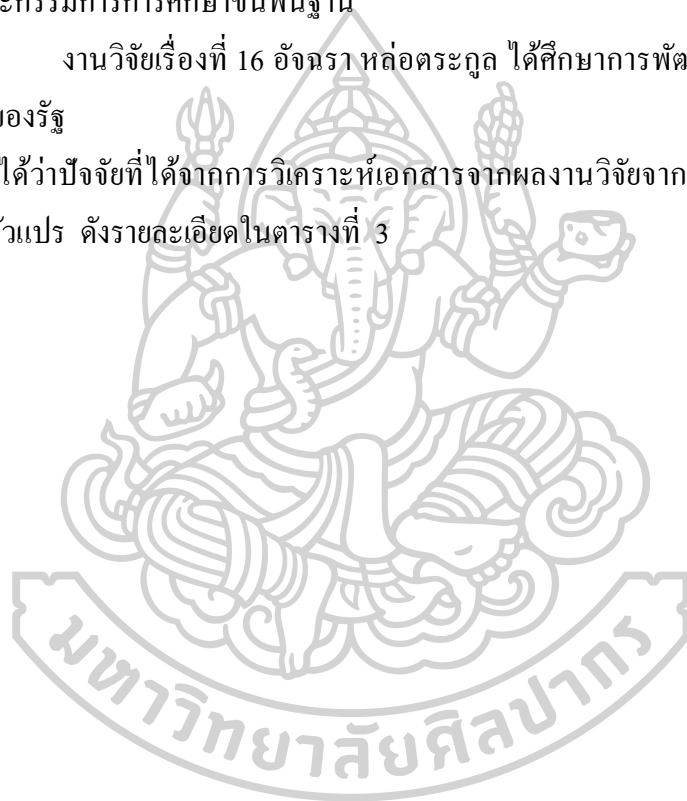 ะกรรมการการศึกษาขั้นพื้นฐาน
งานวิจัยเรื่องที่ 16 อัจฉรา หล่อตระกูล ได้ศึกษาการพัต
ของรัฐ
ได้ว่าปัจจัยที่ได้จากการวิเคราะห์เอกสารจากผลงานวิจัยจาก
ัวแปร ดังรายละเอียดในตารางที่ 3
มหาวิทยาลัยศิลปากร